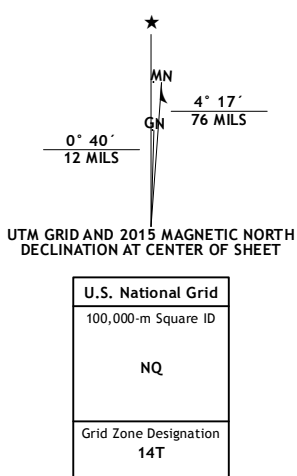 ★
MN
4° 17´
76 MILS
GN
0° 40´
12 MILS
UTM GRID AND 2015 MAGNETIC NORTH
DECLINATION AT CENTER OF SHEET
U.S. National Grid
100,000-m Square ID
NQ
Grid Zone Designation
14T